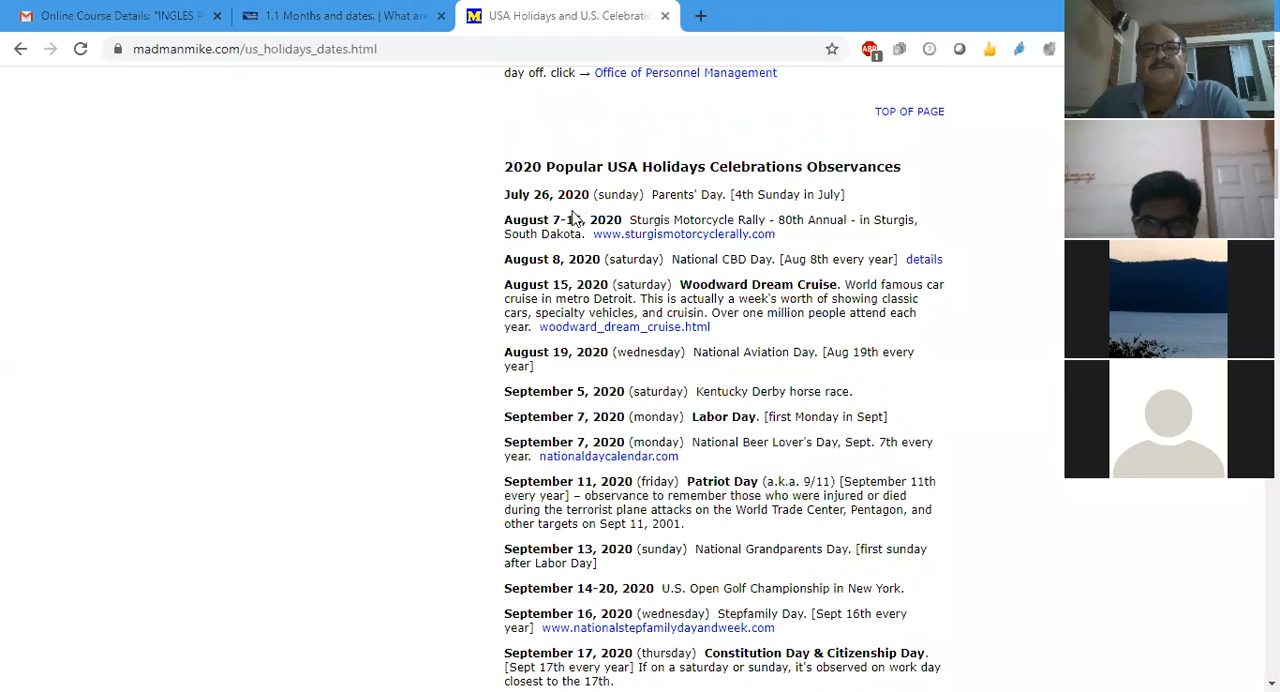 Online Course Details: "INGLES P
1.1 Months and dates. | What are
USA Holidays and U.S. Celebratio
madmanmike.com/us_holidays_dates.html
ABP
1
day off. click → Office of Personnel Management
TOP OF PAGE
2020 Popular USA Holidays Celebrations Observances
July 26, 2020 (sunday) Parents' Day. [4th Sunday in July]
August 7-1 , 2020 Sturgis Motorcycle Rally - 80th Annual - in Sturgis,
South Dakota. www.sturgismotorcyclerally.com
August 8, 2020 (saturday) National CBD Day. [Aug 8th every year] details
August 15, 2020 (saturday) Woodward Dream Cruise. World famous car
cruise in metro Detroit. This is actually a week's worth of showing classic
cars, specialty vehicles, and cruisin. Over one million people attend each
year. woodward_dream_cruise.html
August 19, 2020 (wednesday) National Aviation Day. [Aug 19th every
year]
September 5, 2020 (saturday) Kentucky Derby horse race.
September 7, 2020 (monday) Labor Day. [first Monday in Sept]
September 7, 2020 (monday) National Beer Lover's Day, Sept. 7th every
year. nationaldaycalendar.com
September 11, 2020 (friday) Patriot Day (a.k.a. 9/11) [September 11th
every year] – observance to remember those who were injured or died
during the terrorist plane attacks on the World Trade Center, Pentagon, and
other targets on Sept 11, 2001.
September 13, 2020 (sunday) National Grandparents Day. [first sunday
after Labor Day]
September 14-20, 2020 U.S. Open Golf Championship in New York.
September 16, 2020 (wednesday) Stepfamily Day. [Sept 16th every
year] www.nationalstepfamilydayandweek.com
September 17, 2020 (thursday) Constitution Day & Citizenship Day.
[Sept 17th every year] If on a saturday or sunday, it's observed on work day
closest to the 17th.